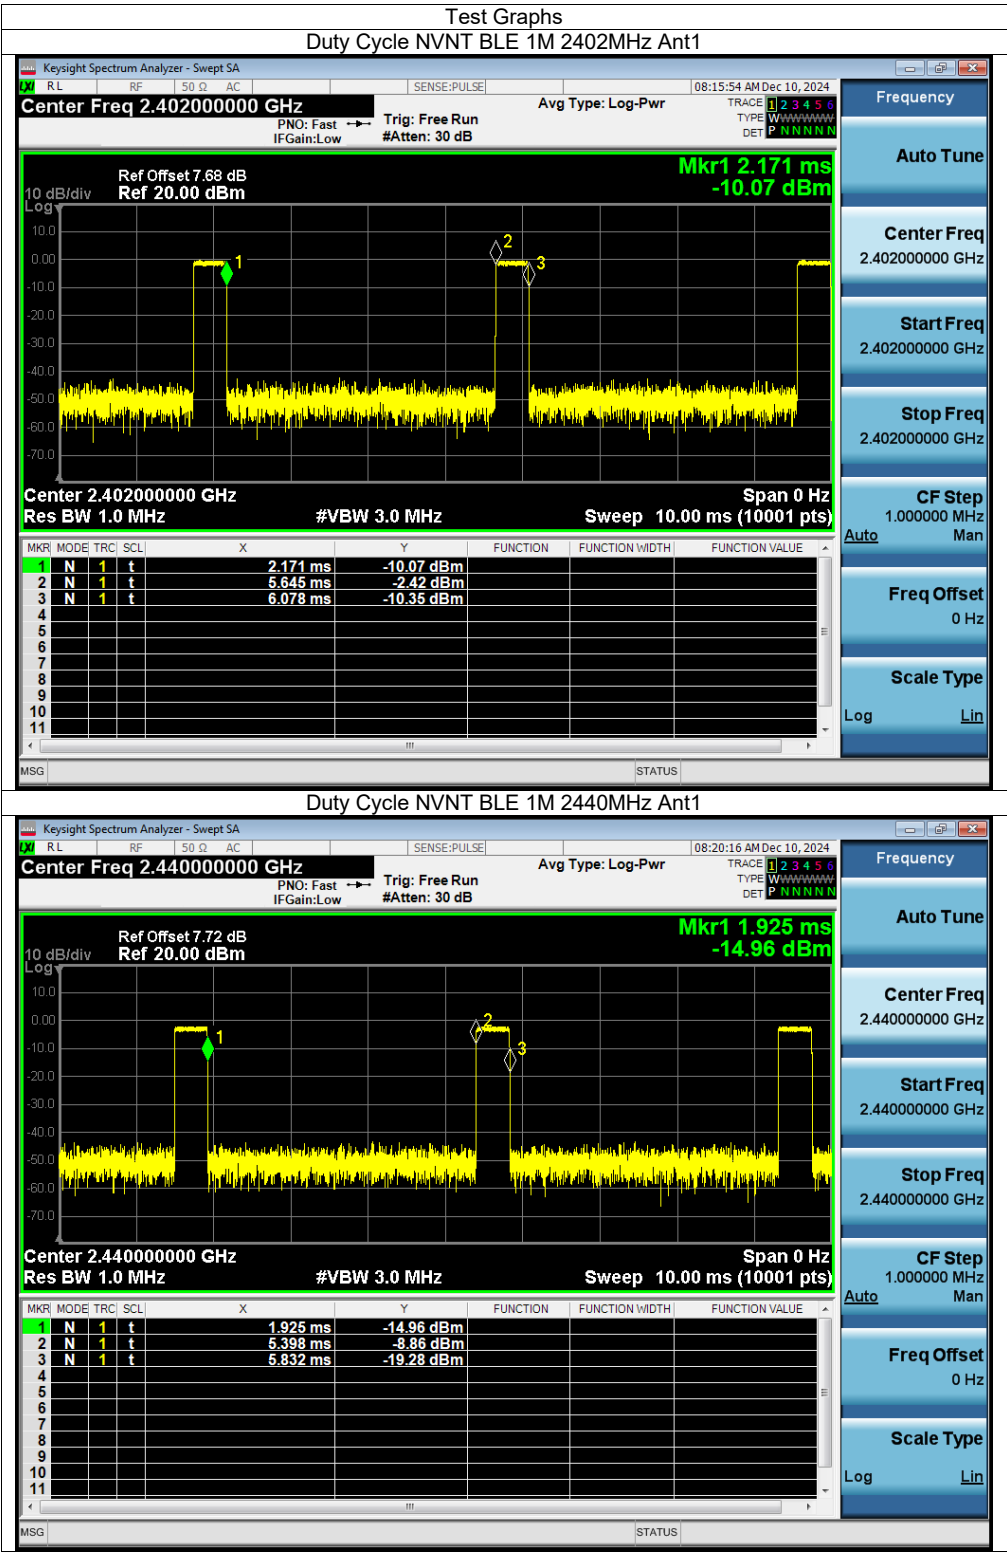 Test Graphs
Duty Cycle NVNT BLE 1M 2402MHz Ant1
Keysight Spectrum Analyzer - Swept SA
LXI RL RF 50 Ω AC SENSE:PULSE 08:15:54 AM Dec 10, 2024
Center Freq 2.402000000 GHz Avg Type: Log-Pwr TRACE 1 2 3 4 5 6
PNO: Fast Trig: Free Run TYPE WWWWWWW
IFGain:Low #Atten: 30 dB DET P N N N N N
Frequency
Mkr1 2.171 ms
Ref Offset 7.68 dB
-10.07 dBm
10 dB/div Ref 20.00 dBm
Log
10.0
0.00
-10.0
-20.0
-30.0
-40.0
-50.0
-60.0
-70.0
1
2
3
Center 2.402000000 GHz Span 0 Hz
Res BW 1.0 MHz #VBW 3.0 MHz Sweep 10.00 ms (10001 pts)
MKR MODE TRC SCL X Y FUNCTION FUNCTION WIDTH FUNCTION VALUE
1 N 1 t 2.171 ms -10.07 dBm
2 N 1 t 5.645 ms -2.42 dBm
3 N 1 t 6.078 ms -10.35 dBm
4
5
6
7
8
9
10
11
MSG STATUS
Auto Tune
Center Freq
2.402000000 GHz
Start Freq
2.402000000 GHz
Stop Freq
2.402000000 GHz
CF Step
1.000000 MHz
Auto Man
Freq Offset
0 Hz
Scale Type
Log Lin
Duty Cycle NVNT BLE 1M 2440MHz Ant1
Keysight Spectrum Analyzer - Swept SA
LXI RL RF 50 Ω AC SENSE:PULSE 08:20:16 AM Dec 10, 2024
Center Freq 2.440000000 GHz Avg Type: Log-Pwr TRACE 1 2 3 4 5 6
PNO: Fast Trig: Free Run TYPE WWWWWWW
IFGain:Low #Atten: 30 dB DET P N N N N N
Frequency
Mkr1 1.925 ms
Ref Offset 7.72 dB
-14.96 dBm
10 dB/div Ref 20.00 dBm
Log
10.0
0.00
-10.0
-20.0
-30.0
-40.0
-50.0
-60.0
-70.0
1
2
3
Center 2.440000000 GHz Span 0 Hz
Res BW 1.0 MHz #VBW 3.0 MHz Sweep 10.00 ms (10001 pts)
MKR MODE TRC SCL X Y FUNCTION FUNCTION WIDTH FUNCTION VALUE
1 N 1 t 1.925 ms -14.96 dBm
2 N 1 t 5.398 ms -8.86 dBm
3 N 1 t 5.832 ms -19.28 dBm
4
5
6
7
8
9
10
11
MSG STATUS
Auto Tune
Center Freq
2.440000000 GHz
Start Freq
2.440000000 GHz
Stop Freq
2.440000000 GHz
CF Step
1.000000 MHz
Auto Man
Freq Offset
0 Hz
Scale Type
Log Lin